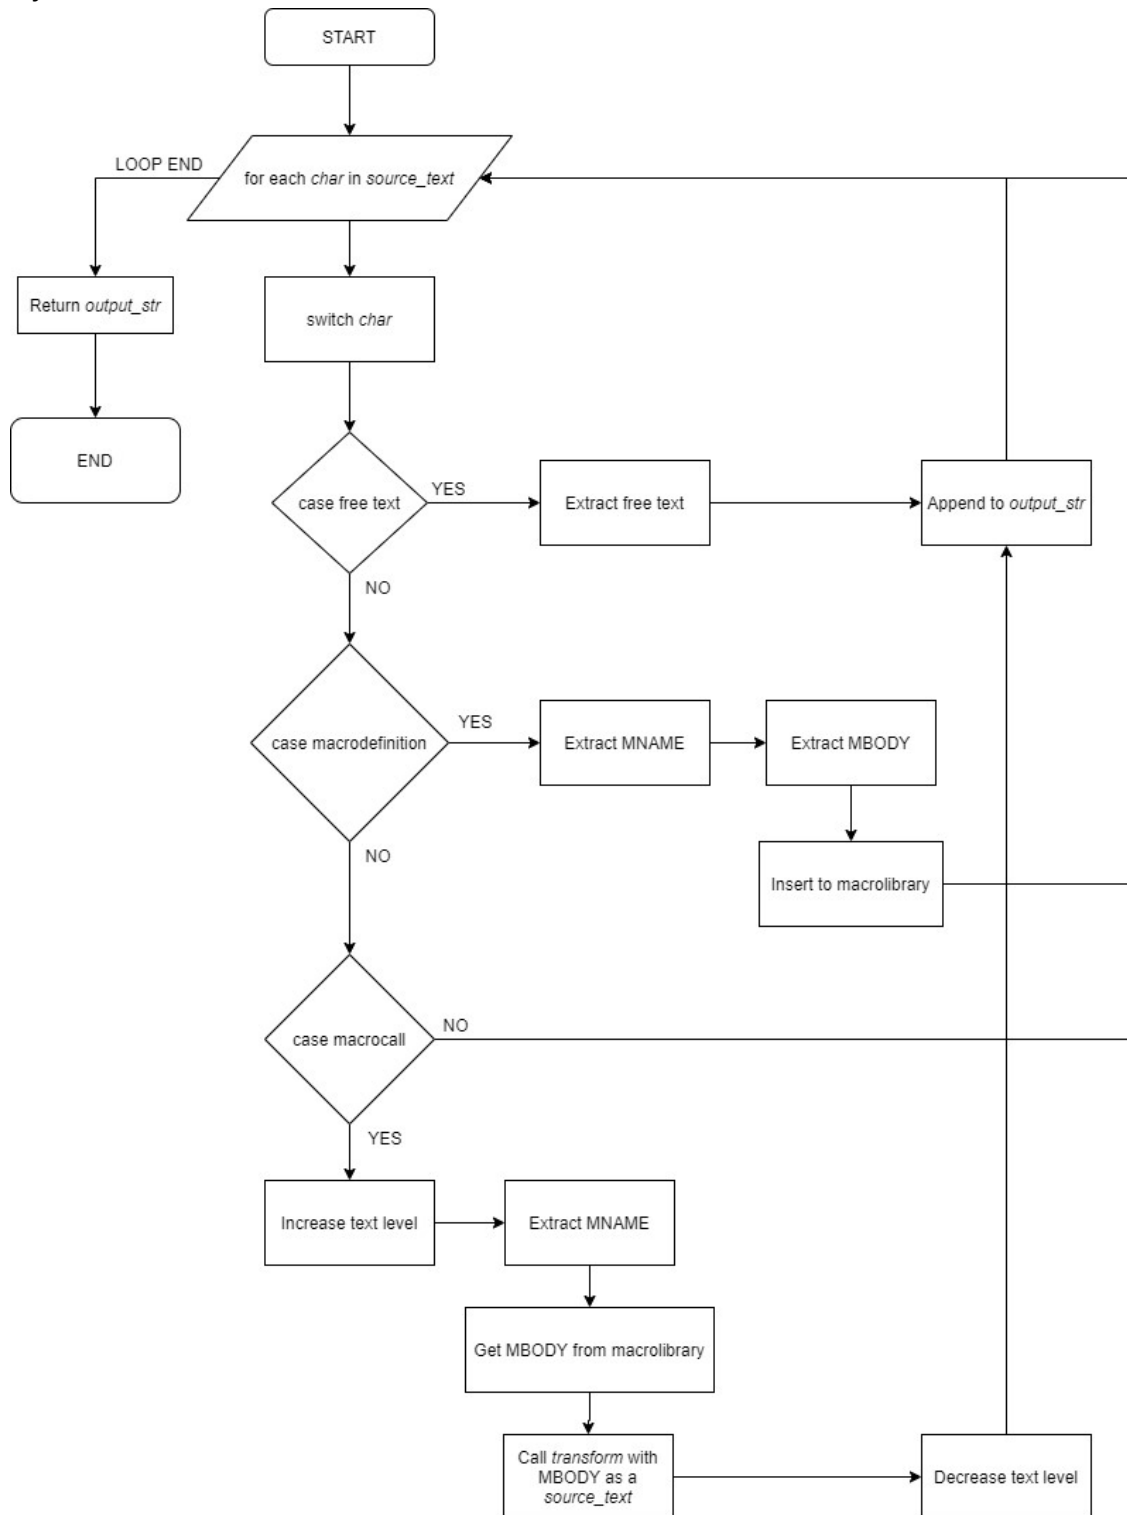 START
LOOP END
for each char in source_text
Return output_str
switch char
END
case free text
YES
Extract free text
Append to output_str
NO
case macrodefinition
YES
Extract MNAME
Extract MBODY
NO
Insert to macrolibrary
case macrocall
NO
YES
Increase text level
Extract MNAME
Get MBODY from macrolibrary
Call transform with
MBODY as a
source_text
Decrease text level